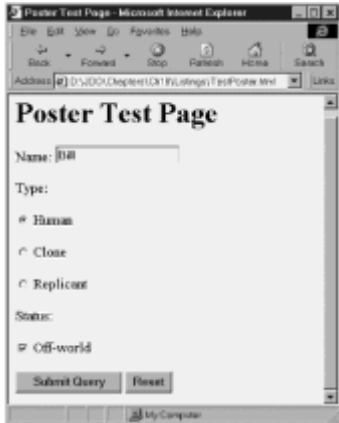 Poster Test Page - Microsoft Internet Explorer
File Edit View Go Favorites Help
Back Forward Stop Refresh Home Search
Address Links
Poster Test Page
Name: Bill
Type:
Human
Clone
Replicant
Status:
Off-world
Submit Query Reset
My Computer